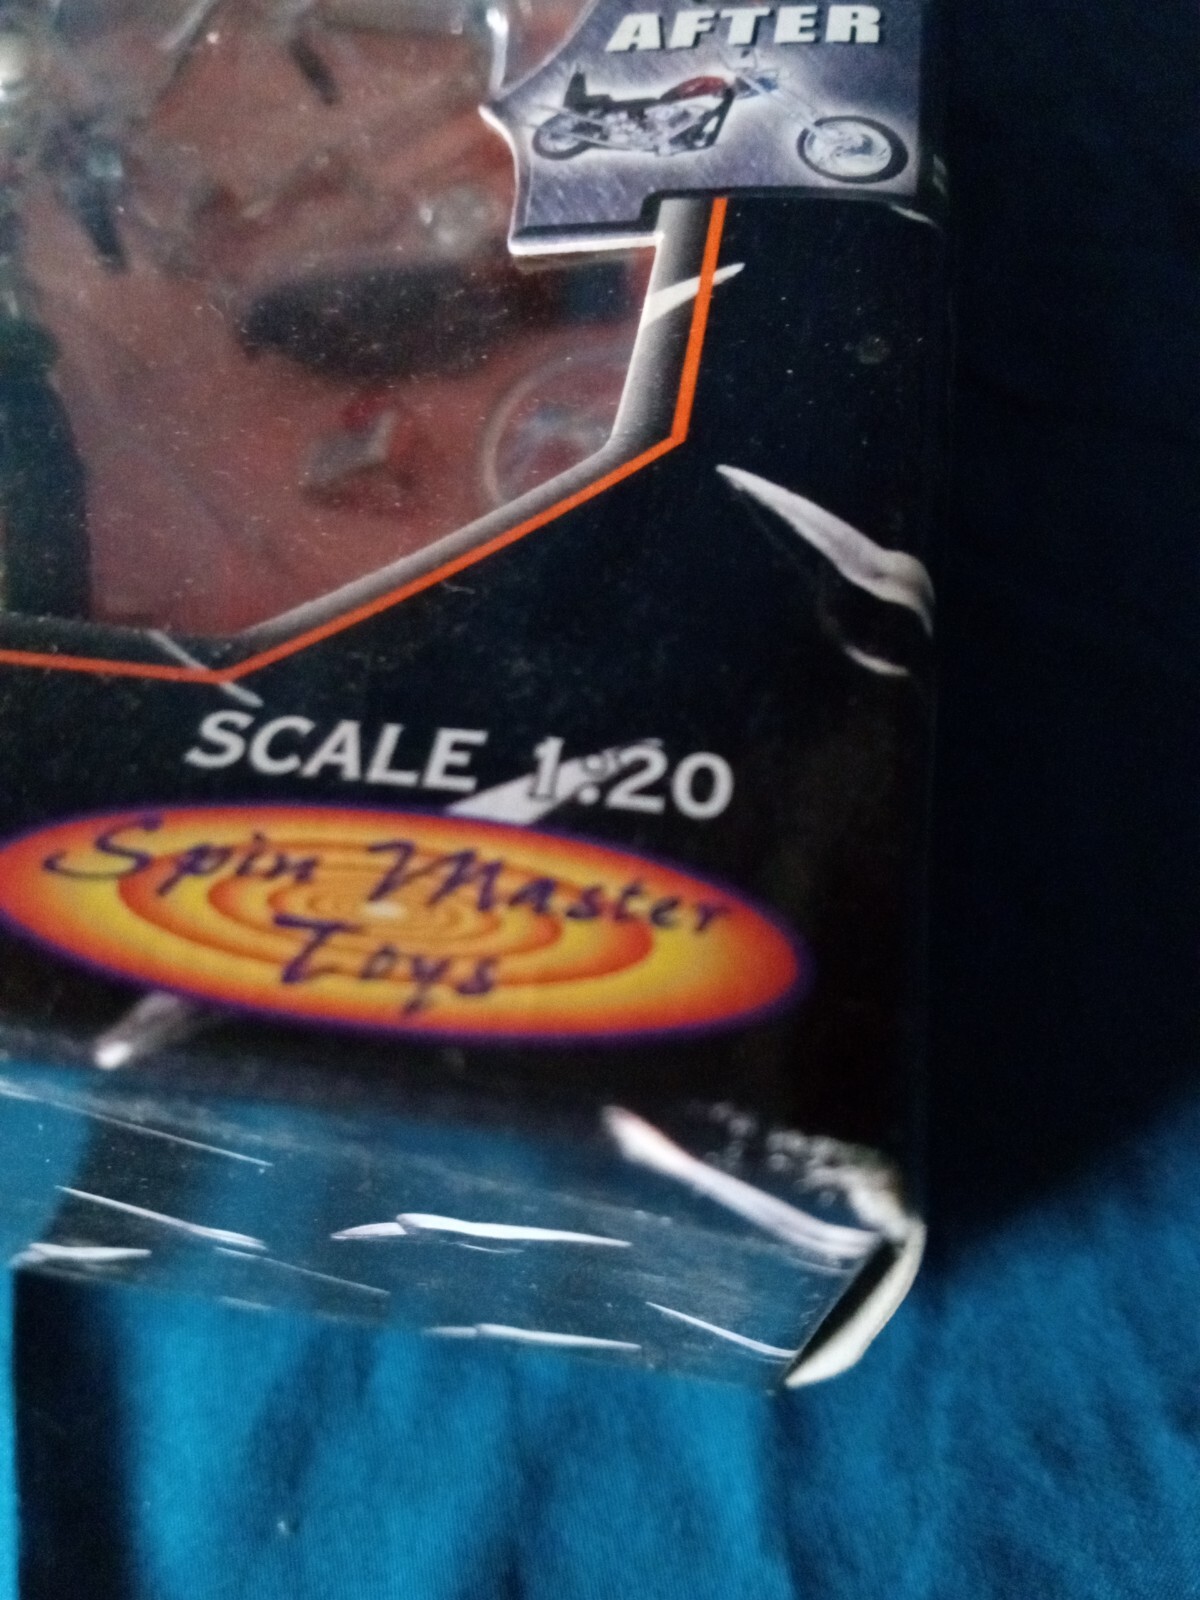 AFTER
SCALE 1:20
Spin Master
Toys